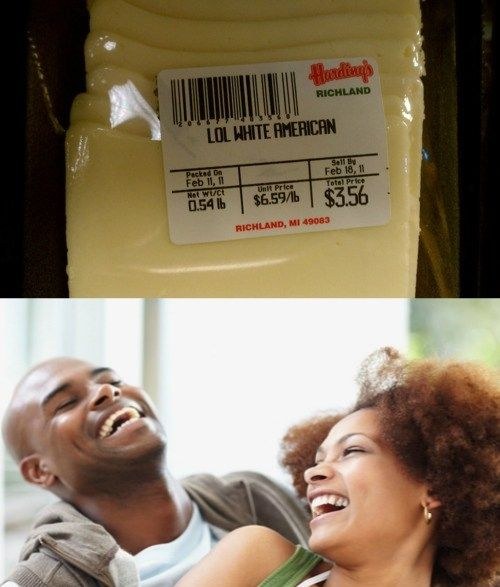 Harding's
RICHLAND
LOL WHITE AMERICAN
Packed On
Feb 11, 11
Sell By
Feb 18, 11
Net Wt/Ct
0.54 lb
Unit Price
$6.59/lb
Total Price
$3.56
RICHLAND, MI 49083